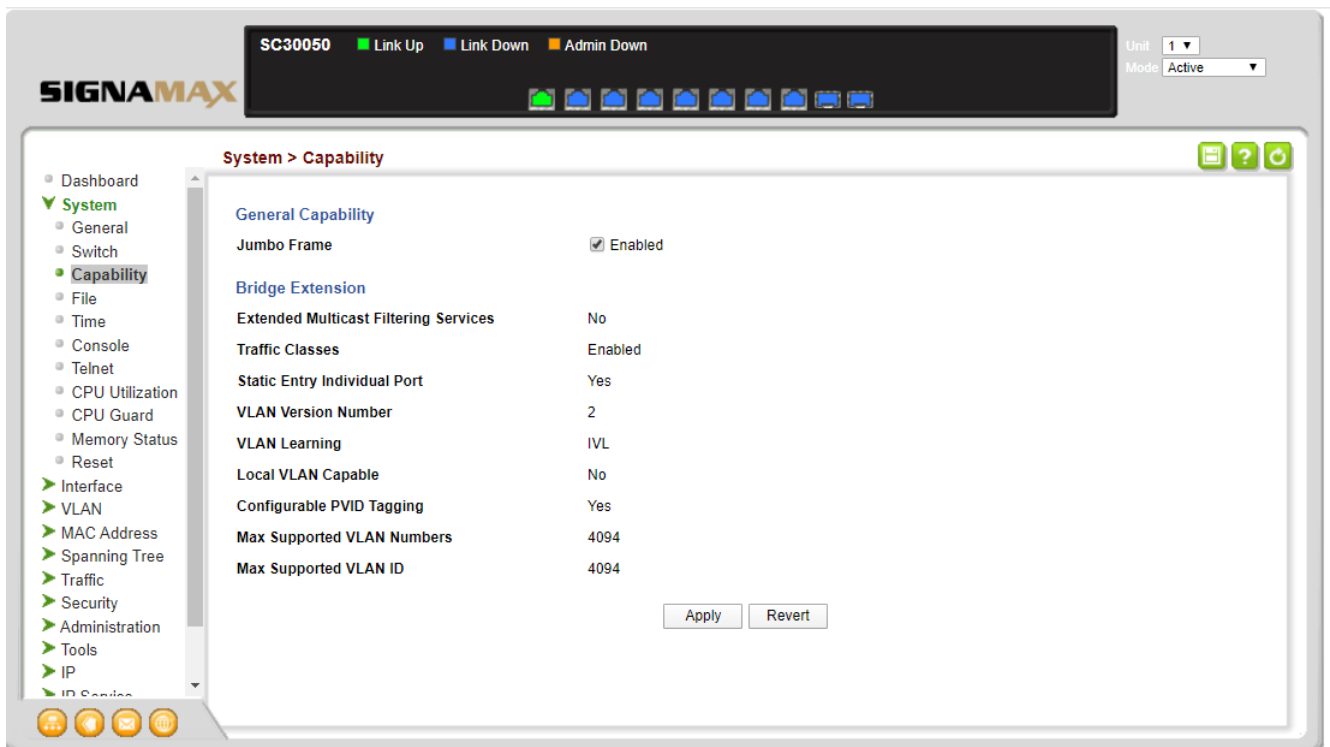 SC30050 Link Up Link Down Admin Down
Unit 1
Mode Active
SIGNAMAX
System > Capability
Dashboard
System
General
Switch
Capability
File
Time
Console
Telnet
CPU Utilization
CPU Guard
Memory Status
Reset
Interface
VLAN
MAC Address
Spanning Tree
Traffic
Security
Administration
Tools
IP
IP Service
General Capability
Jumbo Frame Enabled
Bridge Extension
Extended Multicast Filtering Services No
Traffic Classes Enabled
Static Entry Individual Port Yes
VLAN Version Number 2
VLAN Learning IVL
Local VLAN Capable No
Configurable PVID Tagging Yes
Max Supported VLAN Numbers 4094
Max Supported VLAN ID 4094
Apply Revert